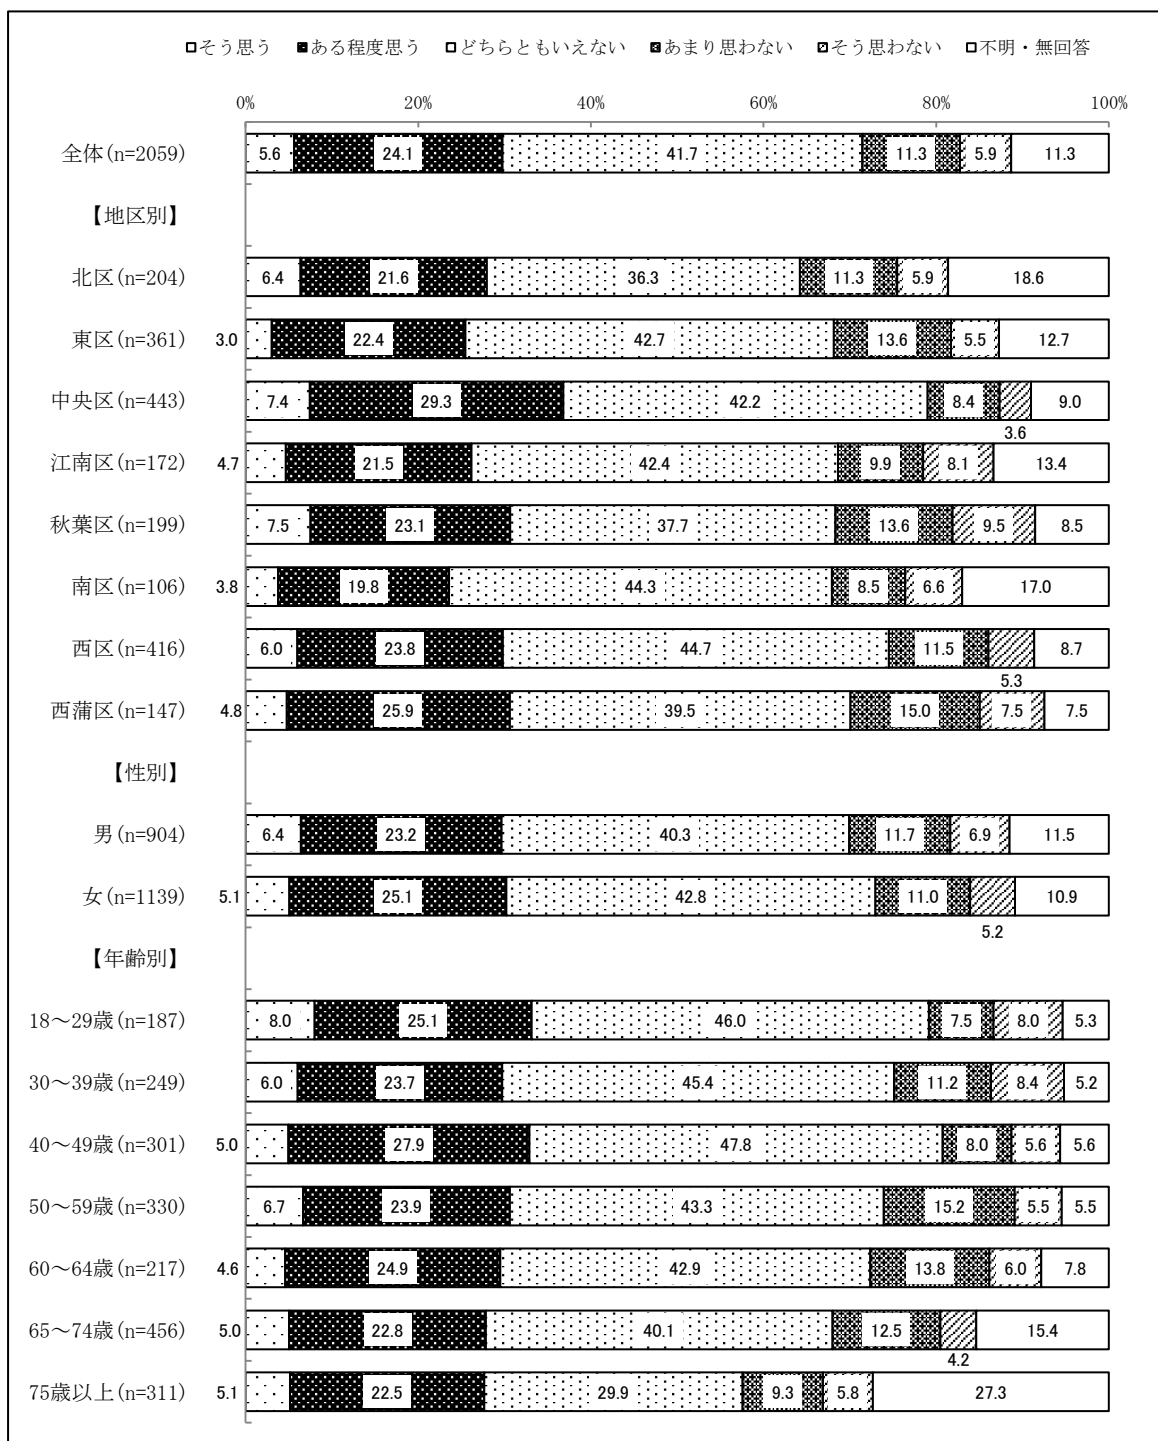 □そう思う ■ある程度思う □どちらともいえない ■あまり思わない □そう思わない □不明・無回答
0% 20% 40% 60% 80% 100%
全体(n=2059) 5.6 24.1 41.7 11.3 5.9 11.3
【地区別】
北区(n=204) 6.4 21.6 36.3 11.3 5.9 18.6
東区(n=361) 3.0 22.4 42.7 13.6 5.5 12.7
中央区(n=443) 7.4 29.3 42.2 8.4 9.0
3.6
江南区(n=172) 4.7 21.5 42.4 9.9 8.1 13.4
秋葉区(n=199) 7.5 23.1 37.7 13.6 9.5 8.5
南区(n=106) 3.8 19.8 44.3 8.5 6.6 17.0
西区(n=416) 6.0 23.8 44.7 11.5 8.7
5.3
西蒲区(n=147) 4.8 25.9 39.5 15.0 7.5 7.5
【性別】
男(n=904) 6.4 23.2 40.3 11.7 6.9 11.5
女(n=1139) 5.1 25.1 42.8 11.0 10.9
5.2
【年齢別】
18～29歳(n=187) 8.0 25.1 46.0 7.5 8.0 5.3
30～39歳(n=249) 6.0 23.7 45.4 11.2 8.4 5.2
40～49歳(n=301) 5.0 27.9 47.8 8.0 5.6 5.6
50～59歳(n=330) 6.7 23.9 43.3 15.2 5.5 5.5
60～64歳(n=217) 4.6 24.9 42.9 13.8 6.0 7.8
65～74歳(n=456) 5.0 22.8 40.1 12.5 15.4
4.2
75歳以上(n=311) 5.1 22.5 29.9 9.3 5.8 27.3